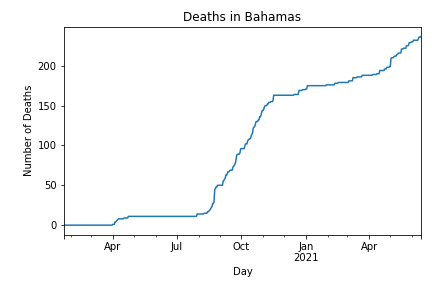 Deaths in Bahamas
Number of Deaths
200
150
100
50
0
Apr
Jul
Oct
Jan
2021
Apr
Day